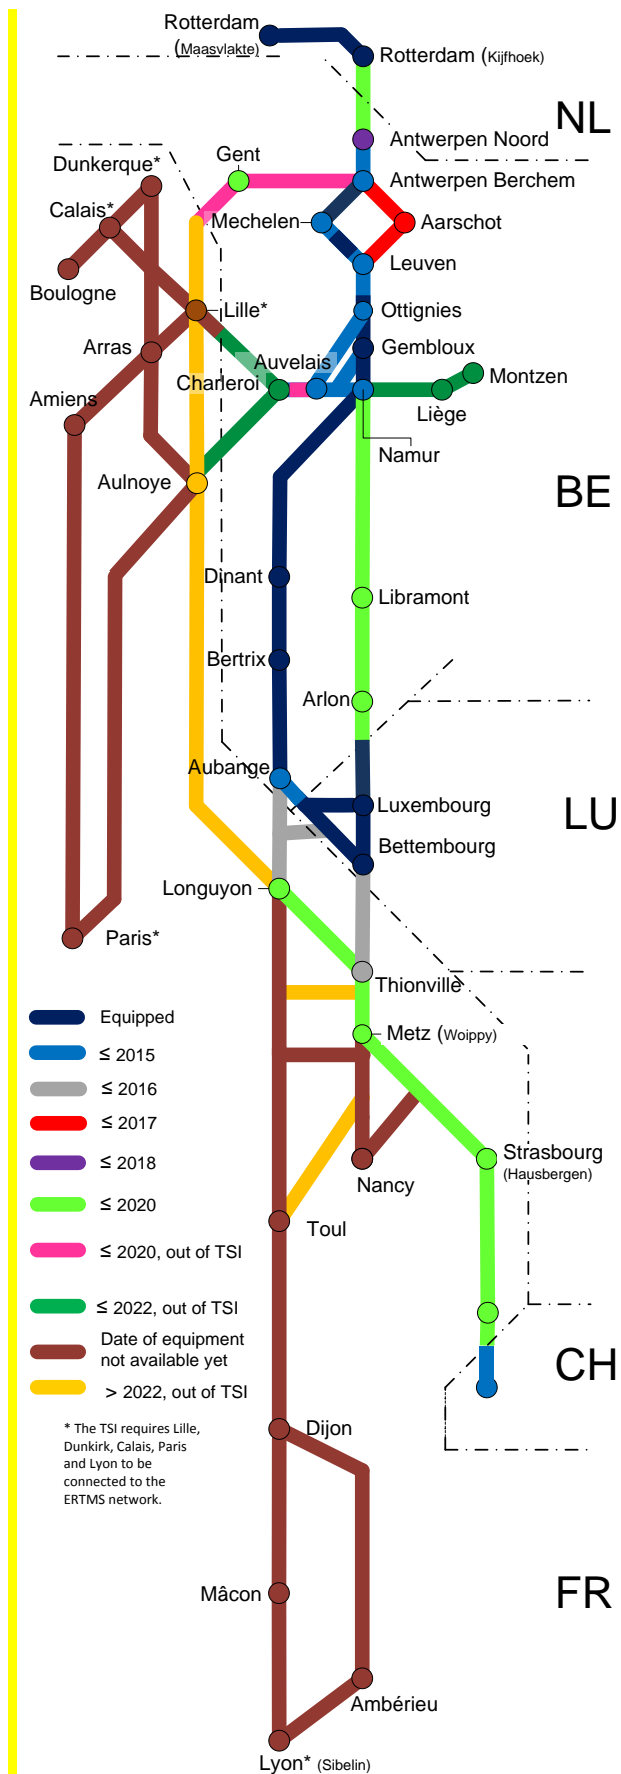 Rotterdam
(Maasvlakte)
Rotterdam (Kijfhoek)
NL
Antwerpen Noord
Gent
Dunkerque*
Antwerpen Berchem
Calais*
Mechelen
Aarschot
Leuven
Boulogne
Lille*
Ottignies
Arras
Auvelais
Gembloux
Charleroi
Montzen
Amiens
Liège
Namur
Aulnoye
BE
Dinant
Libramont
Bertrix
Arlon
Aubange
Luxembourg
LU
Bettembourg
Longuyon
Paris*
Thionville
Equipped
Metz (Woippy)
≤ 2015
≤ 2016
≤ 2017
Strasbourg
(Hausbergen)
≤ 2018
Nancy
≤ 2020
Toul
≤ 2020, out of TSI
≤ 2022, out of TSI
Date of equipment
not available yet
CH
> 2022, out of TSI
* The TSI requires Lille,
Dunkirk, Calais, Paris
and Lyon to be
connected to the
ERTMS network.
Dijon
Mâcon
FR
Ambérieu
Lyon* (Sibelin)